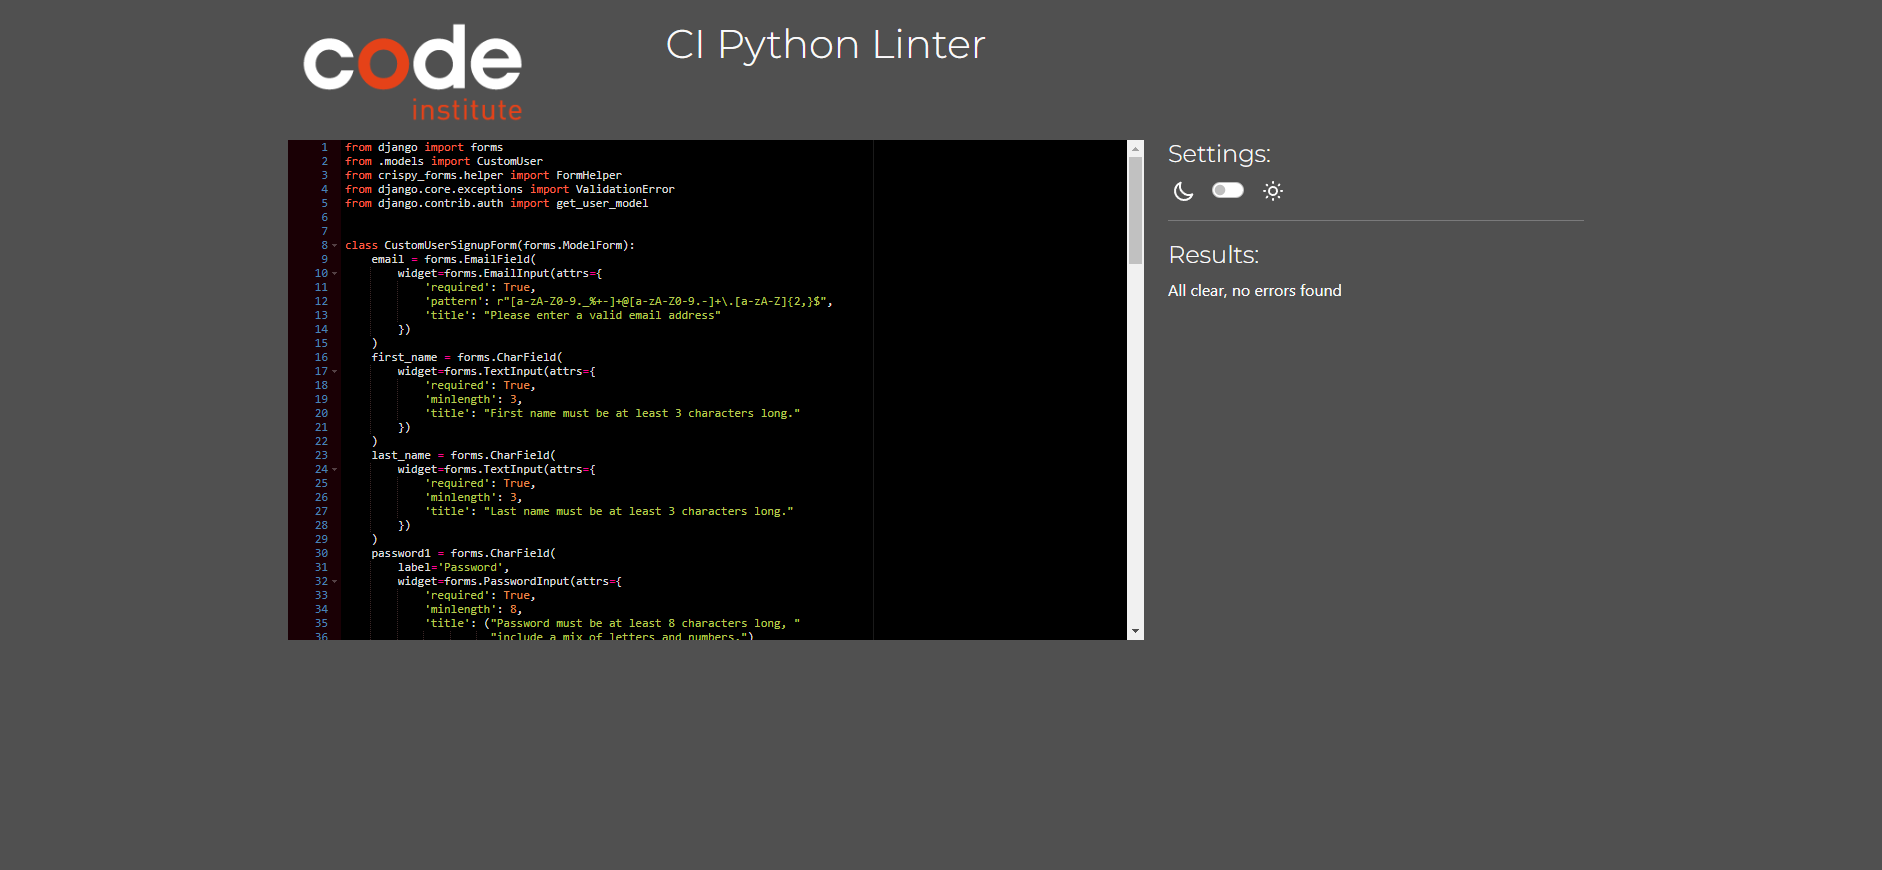 code
institute
CI Python Linter
1 from django import forms
2 from .models import CustomUser
3 from crispy_forms.helper import FormHelper
4 from django.core.exceptions import ValidationError
5 from django.contrib.auth import get_user_model
6
7
8 class CustomUserSignupForm(forms.ModelForm):
9     email = forms.EmailField(
10         widget=forms.EmailInput(attrs={
11             'required': True,
12             'pattern': r"[a-zA-Z0-9._%+-]+@[a-zA-Z0-9.-]+\.[a-zA-Z]{2,}$",
13             'title': "Please enter a valid email address"
14         })
15     )
16     first_name = forms.CharField(
17         widget=forms.TextInput(attrs={
18             'required': True,
19             'minlength': 3,
20             'title': "First name must be at least 3 characters long."
21         })
22     )
23     last_name = forms.CharField(
24         widget=forms.TextInput(attrs={
25             'required': True,
26             'minlength': 3,
27             'title': "Last name must be at least 3 characters long."
28         })
29     )
30     password1 = forms.CharField(
31         label='Password',
32         widget=forms.PasswordInput(attrs={
33             'required': True,
34             'minlength': 8,
35             'title': ("Password must be at least 8 characters long, "
36                       "include a mix of letters and numbers.")
Settings:
Results:
All clear, no errors found